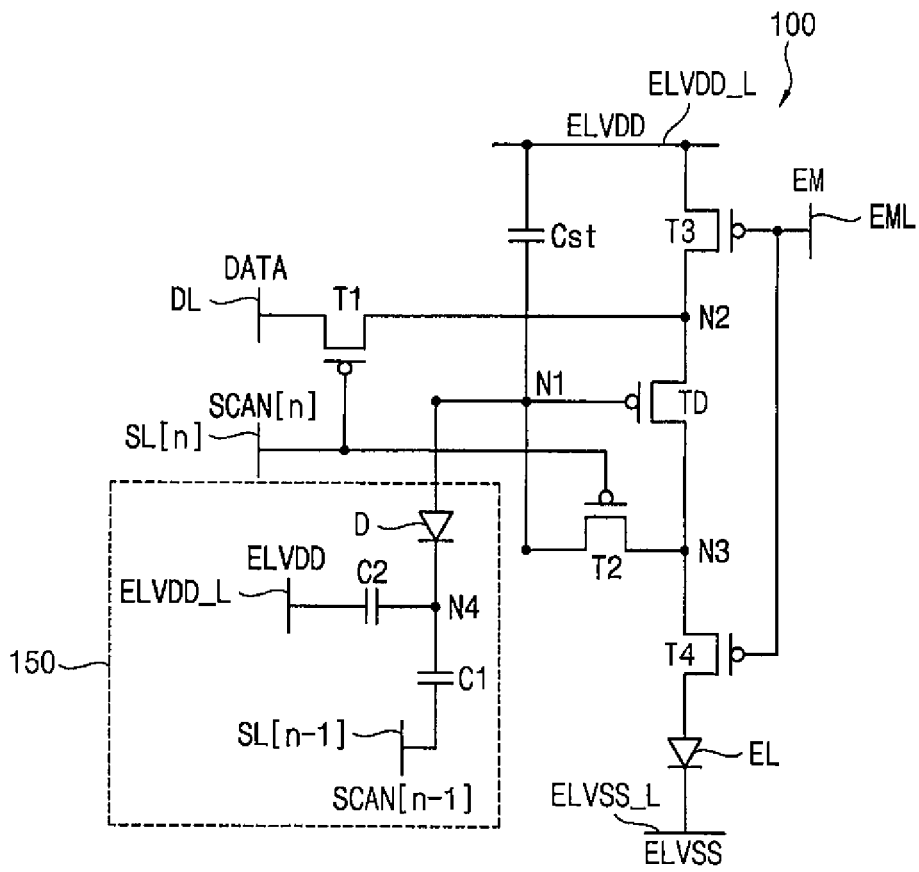 100
ELVDD_L
ELVDD
EM
EML
T3
Cst
DATA
DL
T1
N2
N1
TD
SCAN[n]
SL[n]
D
T2
N3
ELVDD
C2
ELVDD_L
N4
150
T4
C1
SL[n-1]
EL
SCAN[n-1]
ELVSS_L
ELVSS